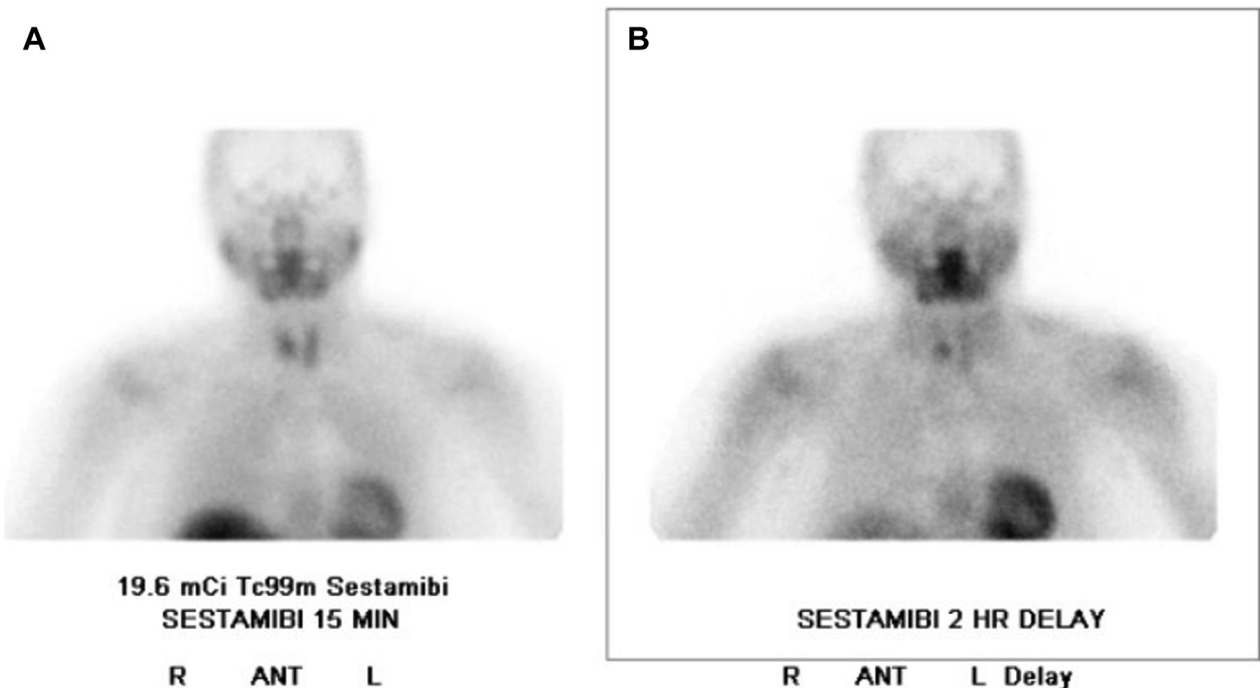 A
B
19.6 mCi Tc99m Sestamibi
SESTAMIBI 15 MIN
SESTAMIBI 2 HR DELAY
R ANT L
R ANT L Delay